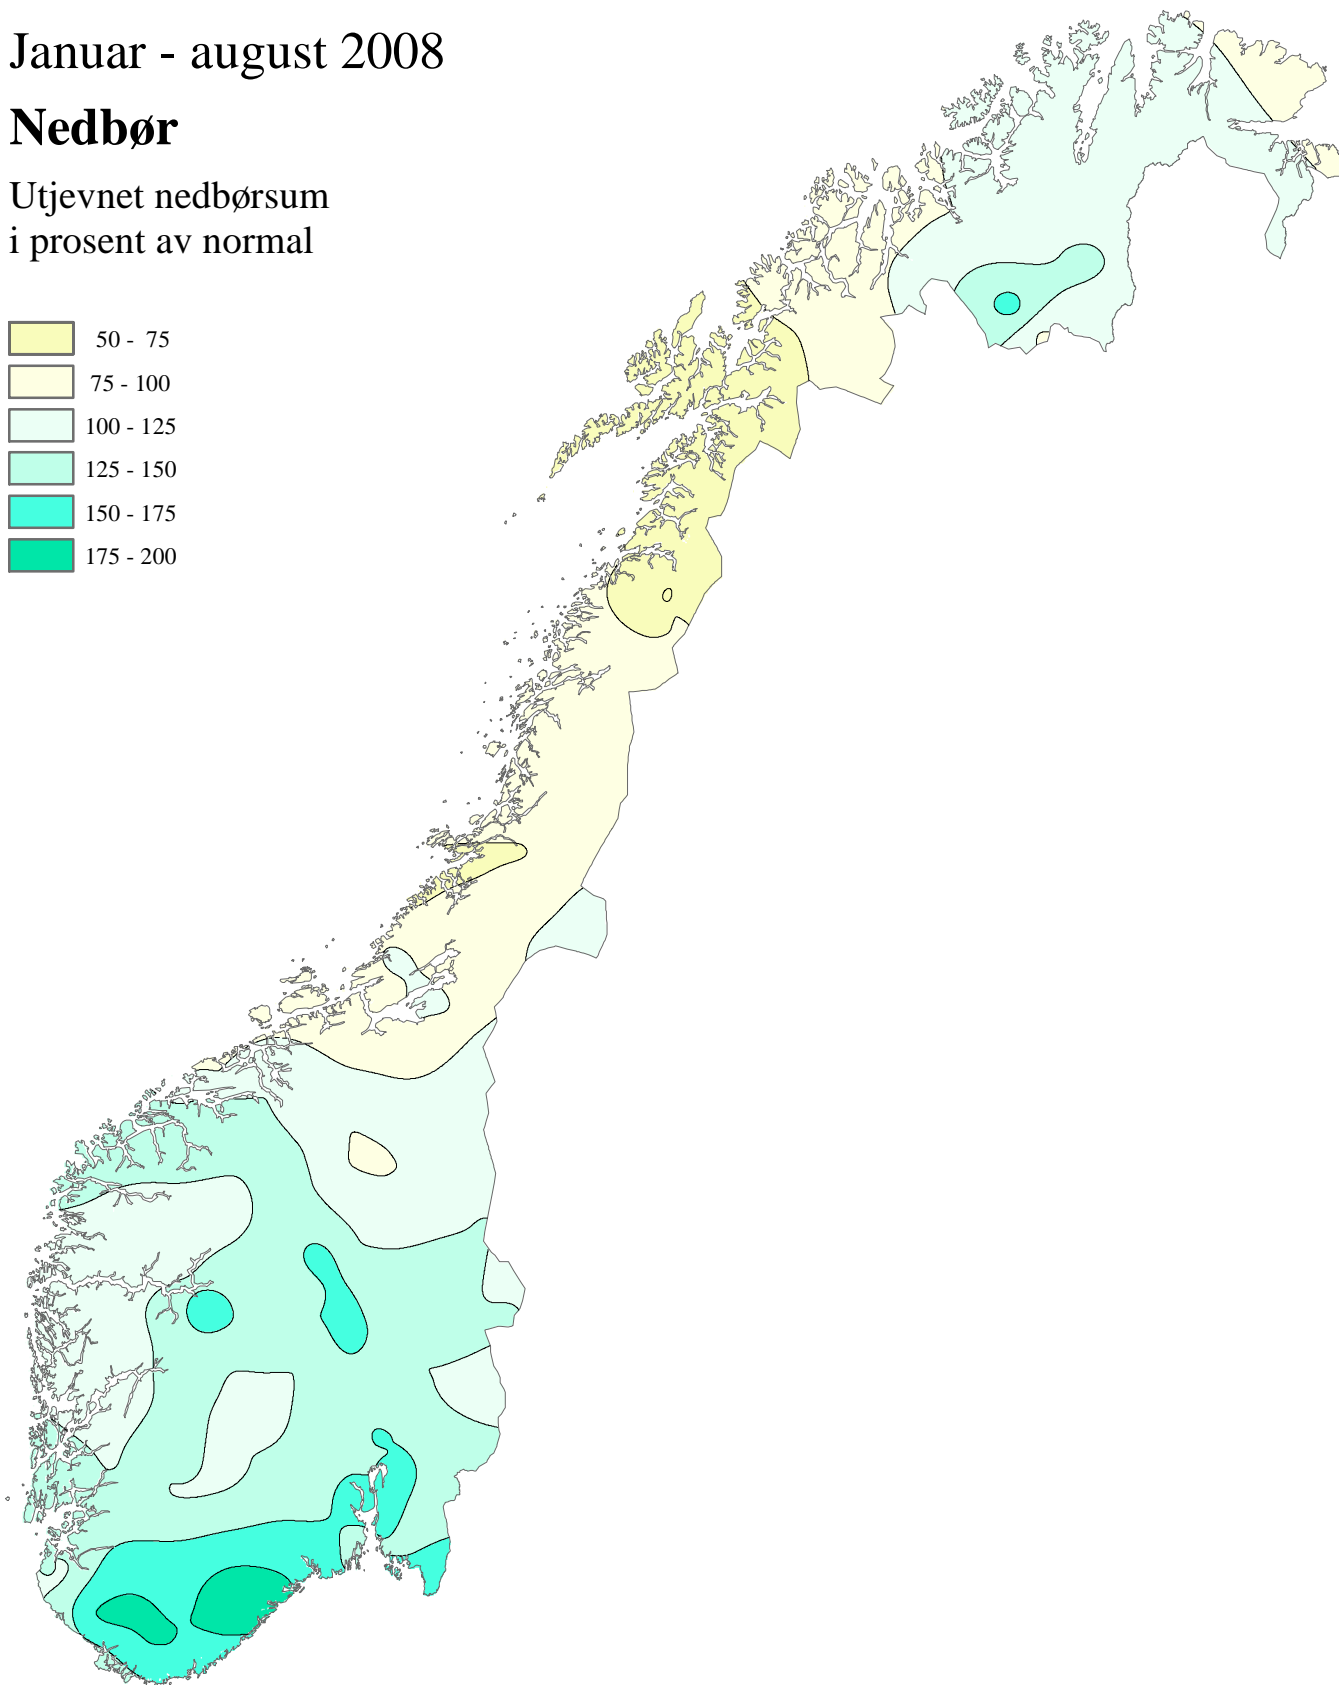 Januar - august 2008
Nedbør
Utjevnet nedbørsum
i prosent av normal
50 - 75
75 - 100
100 - 125
125 - 150
150 - 175
175 - 200